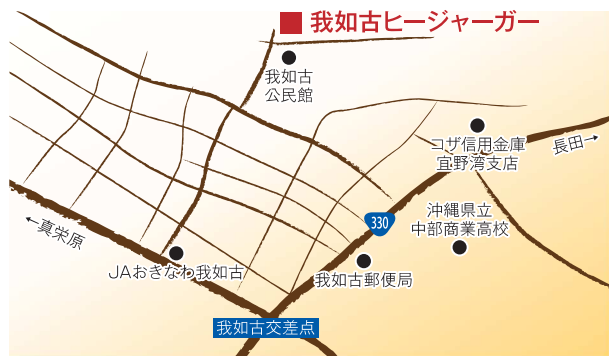 我如古ヒージャーガー
我如古
公民館
コザ信用金庫
宜野湾支店
長田→
330
沖縄県立
中部商業高校
←真栄原
JAおきなわ我如古
我如古郵便局
我如古交差点